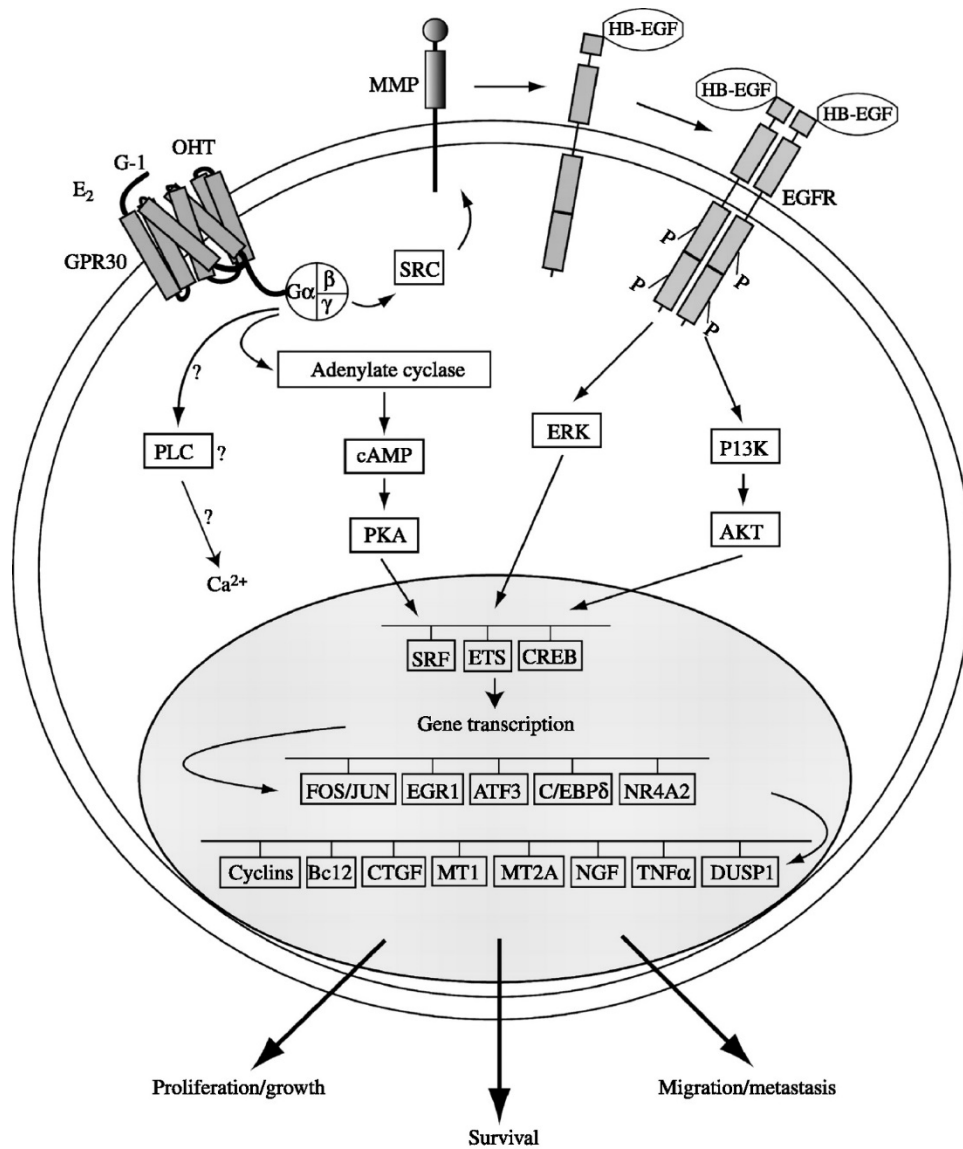 HB-EGF
MMP
HB-EGF
HB-EGF
G-1
OHT
E₂
EGFR
GPR30
P
SRC
Gα
β
γ
P
P
P
?
Adenylate cyclase
ERK
PLC
?
cAMP
P13K
?
PKA
AKT
Ca²⁺
SRF
ETS
CREB
Gene transcription
FOS/JUN
EGR1
ATF3
C/EBPδ
NR4A2
Cyclins
Bc12
CTGF
MT1
MT2A
NGF
TNFα
DUSP1
Proliferation/growth
Migration/metastasis
Survival